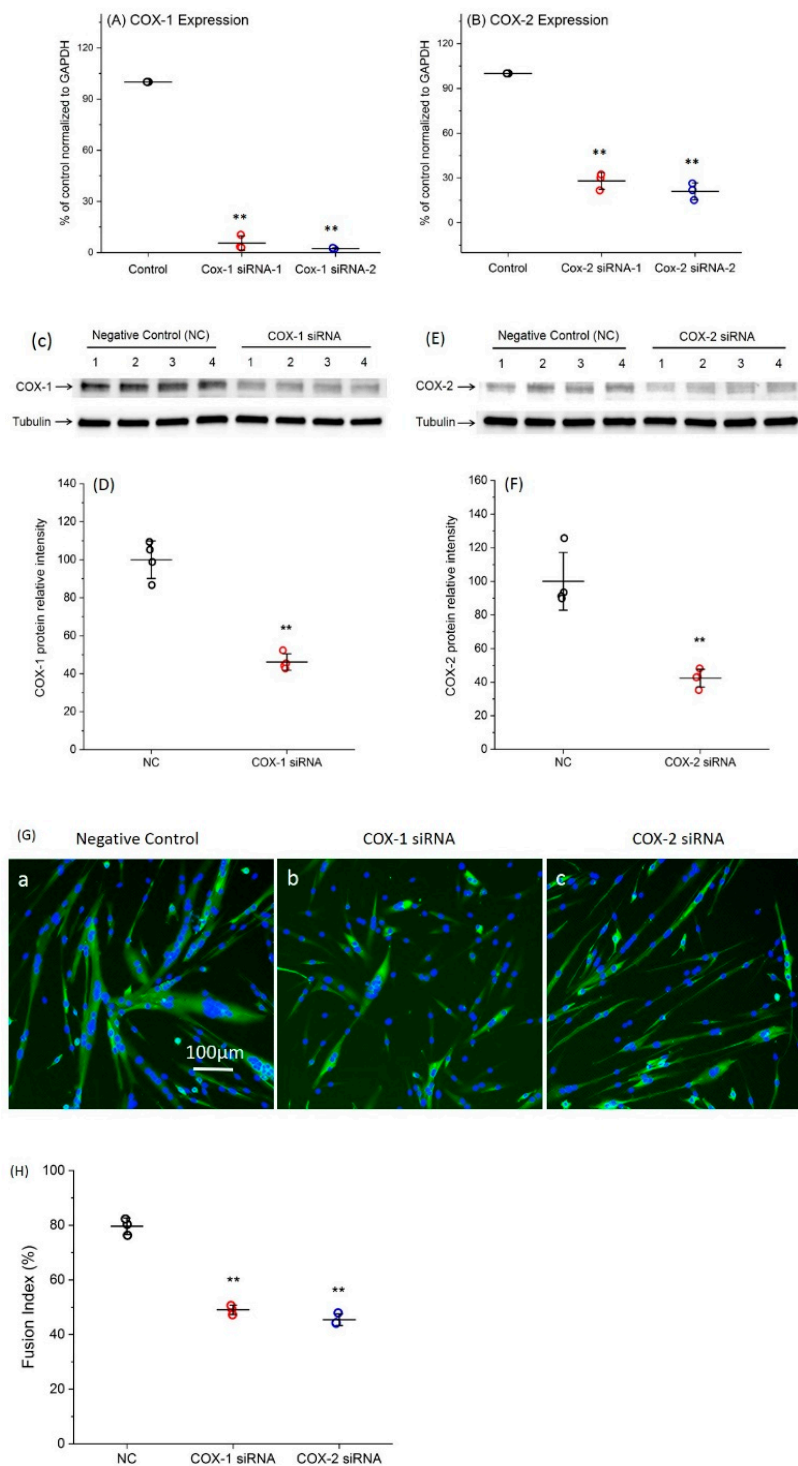 (A) COX-1 Expression
% of control normalized to GAPDH
120
90
60
30
0
**
**
Control
Cox-1 siRNA-1
Cox-1 siRNA-2
(B) COX-2 Expression
% of control normalized to GAPDH
120
90
60
30
0
**
**
Control
Cox-2 siRNA-1
Cox-2 siRNA-2
(c)
Negative Control (NC)
COX-1 siRNA
1 2 3 4 1 2 3 4
COX-1
Tubulin
(E)
Negative Control (NC)
COX-2 siRNA
1 2 3 4 1 2 3 4
COX-2
Tubulin
(D)
COX-1 protein relative intensity
140
120
100
80
60
40
20
0
**
NC
COX-1 siRNA
(F)
COX-2 protein relative intensity
160
140
120
100
80
60
40
20
0
**
NC
COX-2 siRNA
(G)
Negative Control
COX-1 siRNA
COX-2 siRNA
a
b
c
100µm
(H)
Fusion Index (%)
100
80
60
40
20
0
**
**
NC
COX-1 siRNA
COX-2 siRNA